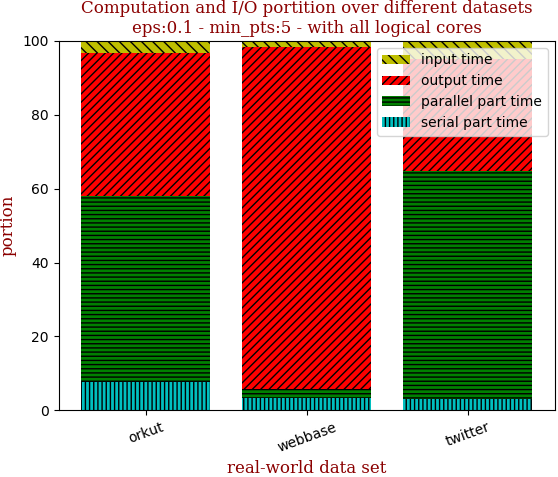 Computation and I/O portition over different datasets
eps:0.1 - min_pts:5 - with all logical cores
100
80
60
40
20
0
portion
input time
output time
parallel part time
serial part time
orkut
webbase
twitter
real-world data set